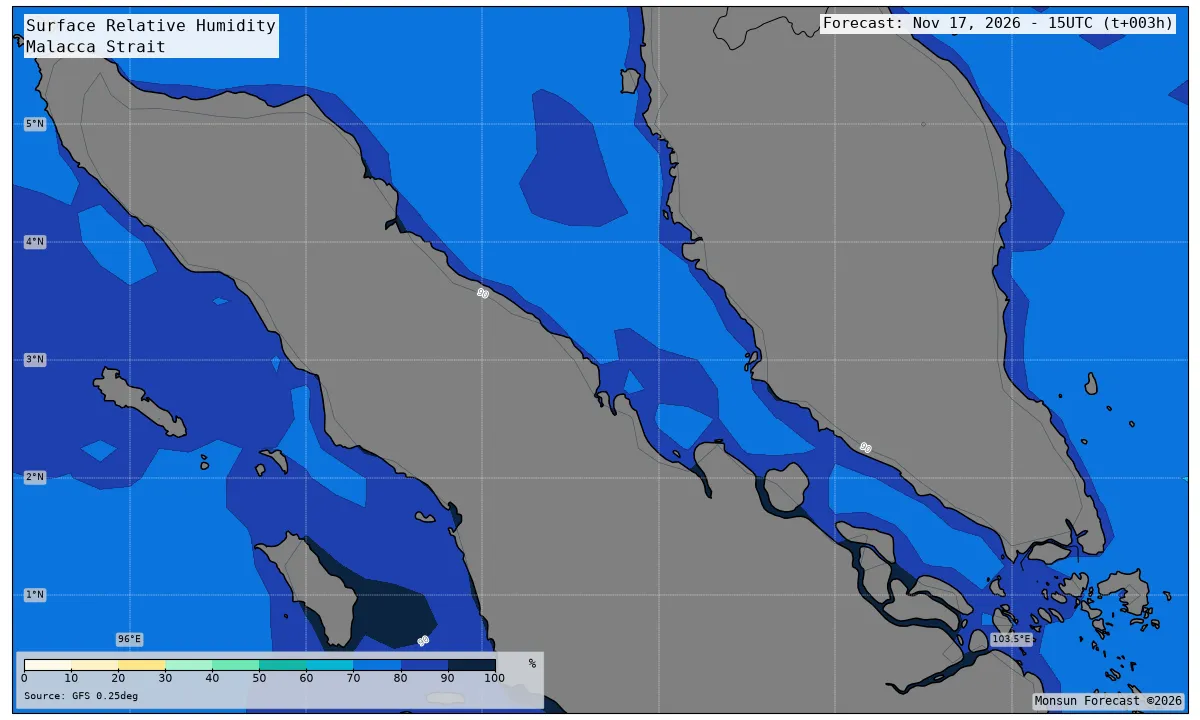 Surface Relative Humidity
Malacca Strait
Forecast: Nov 17, 2026 - 15UTC (t+003h)
5°N
4°N
90
3°N
90
2°N
1°N
96°E
103.5°E
90
%
0 10 20 30 40 50 60 70 80 90 100
Source: GFS 0.25deg
Monsun Forecast ©2026